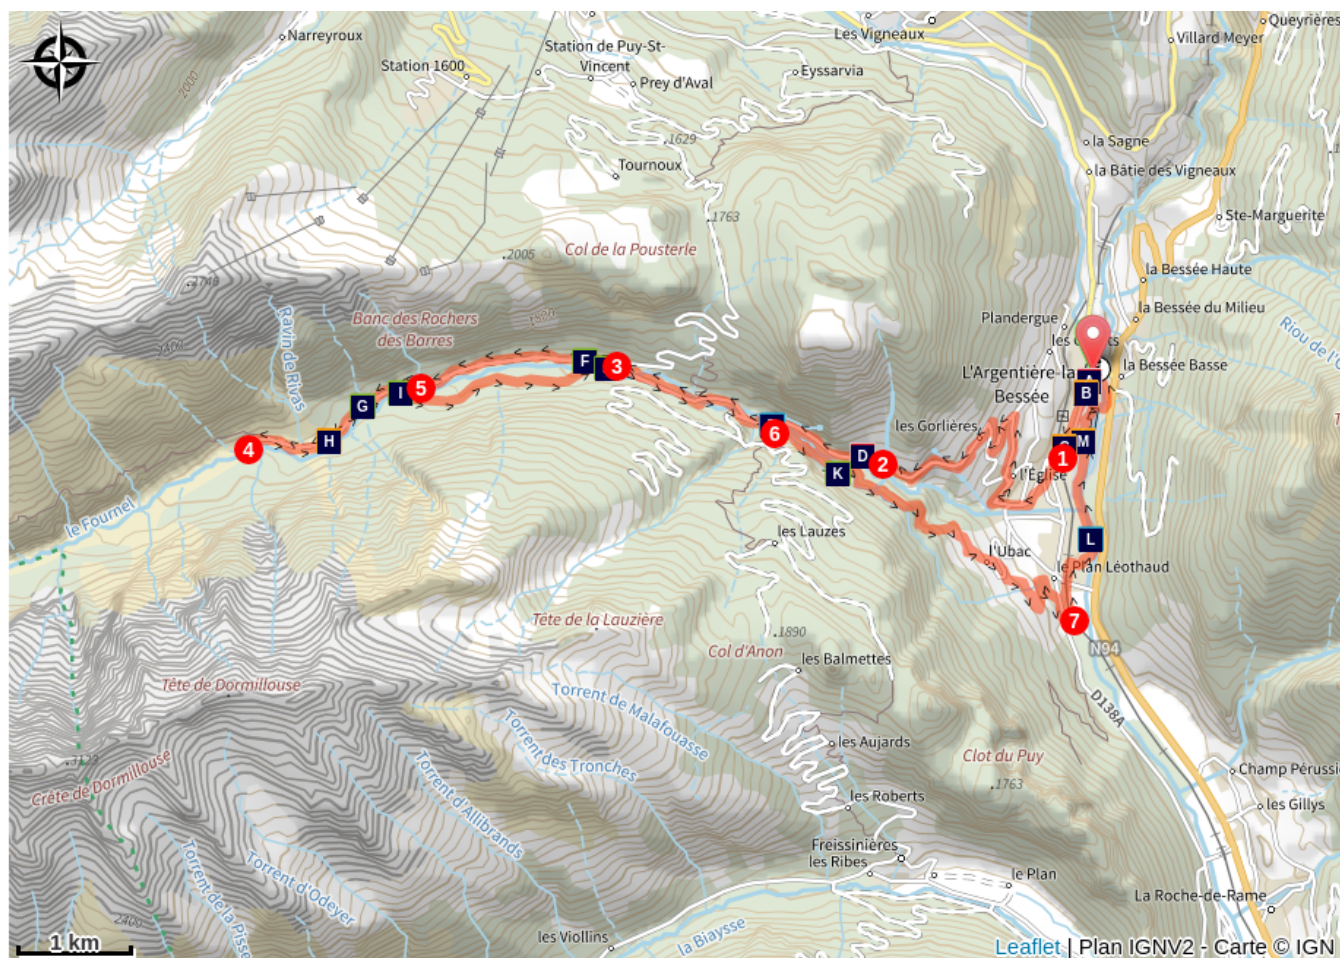 Narreyroux
Station 1600
Station de Puy-St-
Vincent
Prey d'Aval
Les Vigneaux
Eyssarvia
Queyrières
Villard Meyer
la Sagne
la Bâtie des Vigneaux
Ste-Marguerite
2000
1629
Tournoux
.1763
Col de la Pousterle
.2005
la Bessée Haute
la Bessée du Milieu
Riou de l'
Plandergue
Banc des Rochers
des Barres
Ravin de Rivas
L'Argentière-la-
Bessée
la Bessée Basse
A
B
F
3
5
I
G
H
4
6
D
2
K
M
1
les Gorlières
l'Église
le Fournel
les Lauzes
l'Ubac
L
le Plan Léothaud
7
N94
D138A
Tête de la Lauzière
.1890
Col d'Anon
les Balmettes
Tête de Dormillouse
Torrent de Malafouasse
Torrent des Tronches
les Aujards
Clot du Puy
.1763
Crête de Dormillouse
Torrent d'Allibrands
les Roberts
Champ Pérussi
les Gillys
Freissinières
les Ribes
le Plan
La Roche-de-Rame
Torrent d'Odeyer
Torrent de la Pisse
2400
les Viollins
la Biaysse
1 km
Leaflet | Plan IGNV2 - Carte © IGN